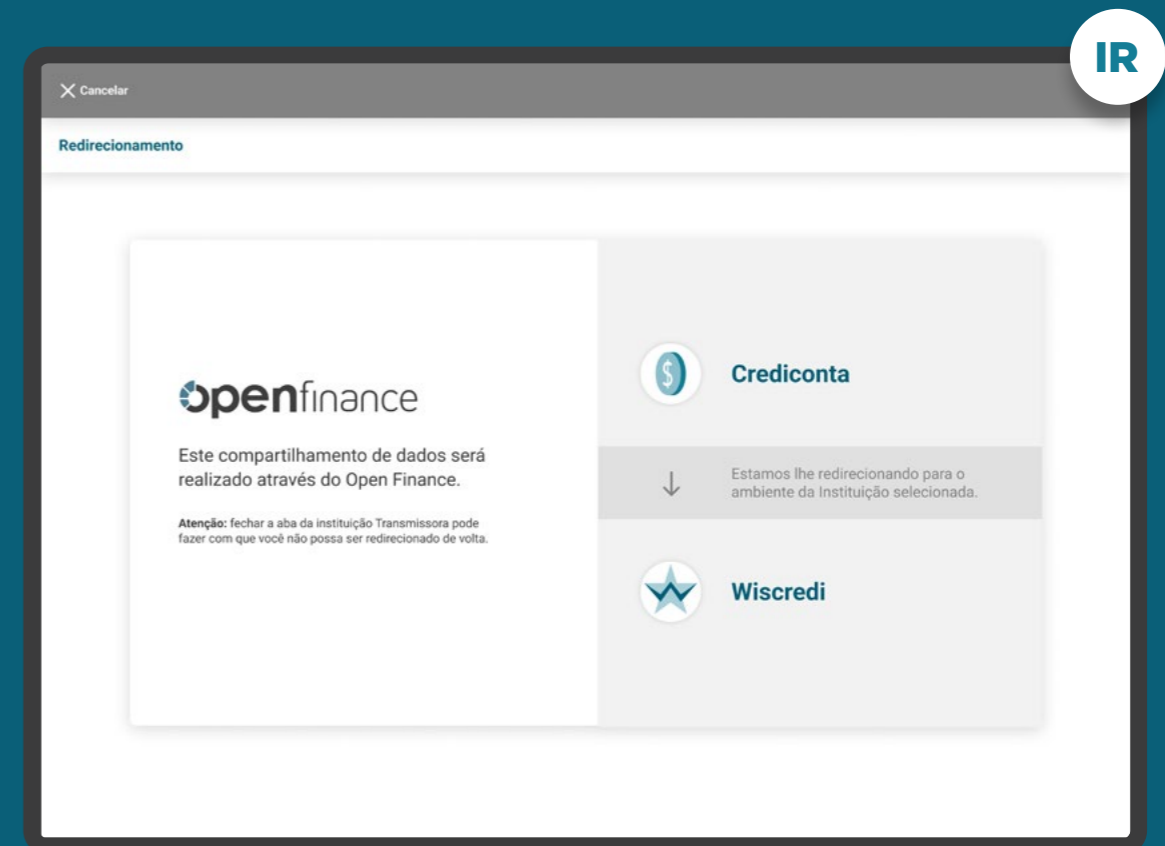 IR
Cancelar
Redirecionamento
openfinance
Este compartilhamento de dados será
realizado através do Open Finance.
Atenção: fechar a aba da instituição Transmissora pode
fazer com que você não possa ser redirecionado de volta.
$
Crediconta
Estamos lhe redirecionando para o
ambiente da Instituição selecionada.
Wiscredi